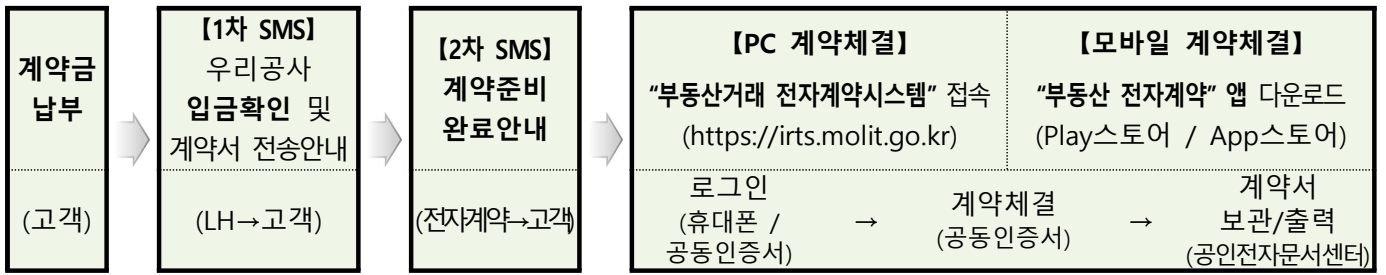 계약금
납부
(고객)
【1차 SMS】
우리공사
입금확인 및
계약서 전송안내
(LH→고객)
【2차 SMS】
계약준비
완료안내
(전자계약→고객)
【PC 계약체결】
“부동산거래 전자계약시스템” 접속
(https://irts.molit.go.kr)
【모바일 계약체결】
“부동산 전자계약” 앱 다운로드
(Play스토어 / App스토어)
로그인
(휴대폰 /
공동인증서)
→
계약체결
(공동인증서)
→
계약서
보관/출력
(공인전자문서센터)